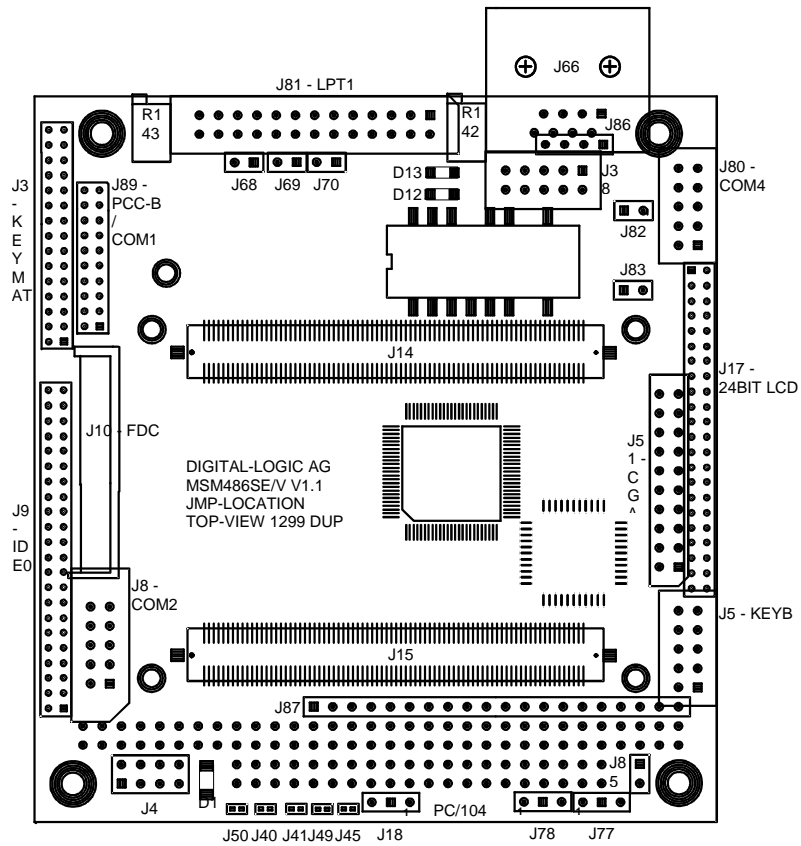 J66
J81 - LPT1
R1
43
R1
42
J86
J3
-
K
E
Y
M
AT
J89 -
PCC-B
/
COM1
J68
J69
J70
D13
D12
J3
8
J80 -
COM4
J82
J83
J14
J17 -
24BIT LCD
J10 - FDC
J5
1 -
C
G
DIGITAL-LOGIC AG
MSM486SE/V V1.1
JMP-LOCATION
TOP-VIEW 1299 DUP
J9
-
ID
E0
J8 -
COM2
J5 - KEYB
J15
J87
J8
5
J4
D1
J50
J40
J41
J49
J45
J18
1
PC/104
1
J78
1
J77